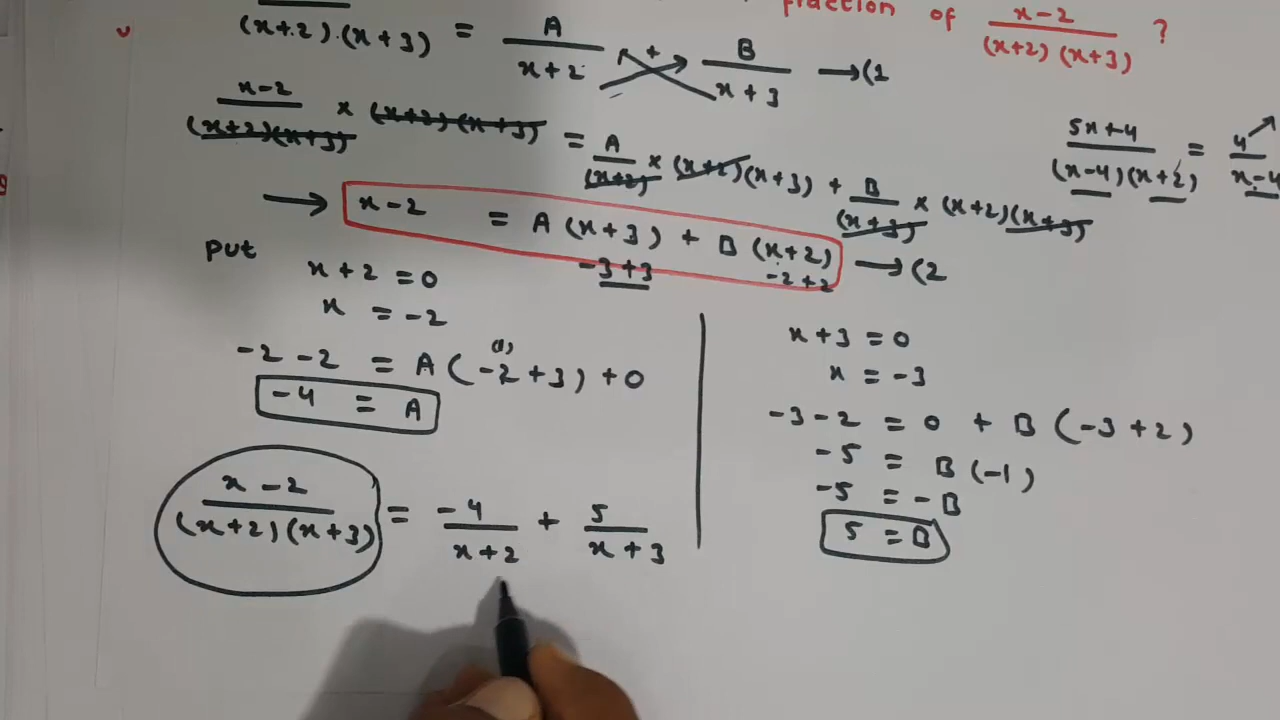 fraction of x-2 / (x+2) (x+3) ?
(x+2) . (x+3) = A / x+2 + B / x+3 → (1
x-2 / (x+2)(x+3) × (x+2)(x+3) = A / (x+2) × (x+2)(x+3) + B / (x+3) × (x+2)(x+3)
5x+4 / (x-4)(x+2) = 4 / x-4
→ x-2 = A (x+3) + B (x+2) → (2
-3+3 -2+2
put
x+2 = 0
x = -2
-2 -2 = A (-2+3) + 0
(1)
-4 = A
x+3 = 0
x = -3
-3-2 = 0 + B (-3+2)
-5 = B (-1)
-5 = -B
5 = B
x-2 / (x+2)(x+3) = -4 / x+2 + 5 / x+3